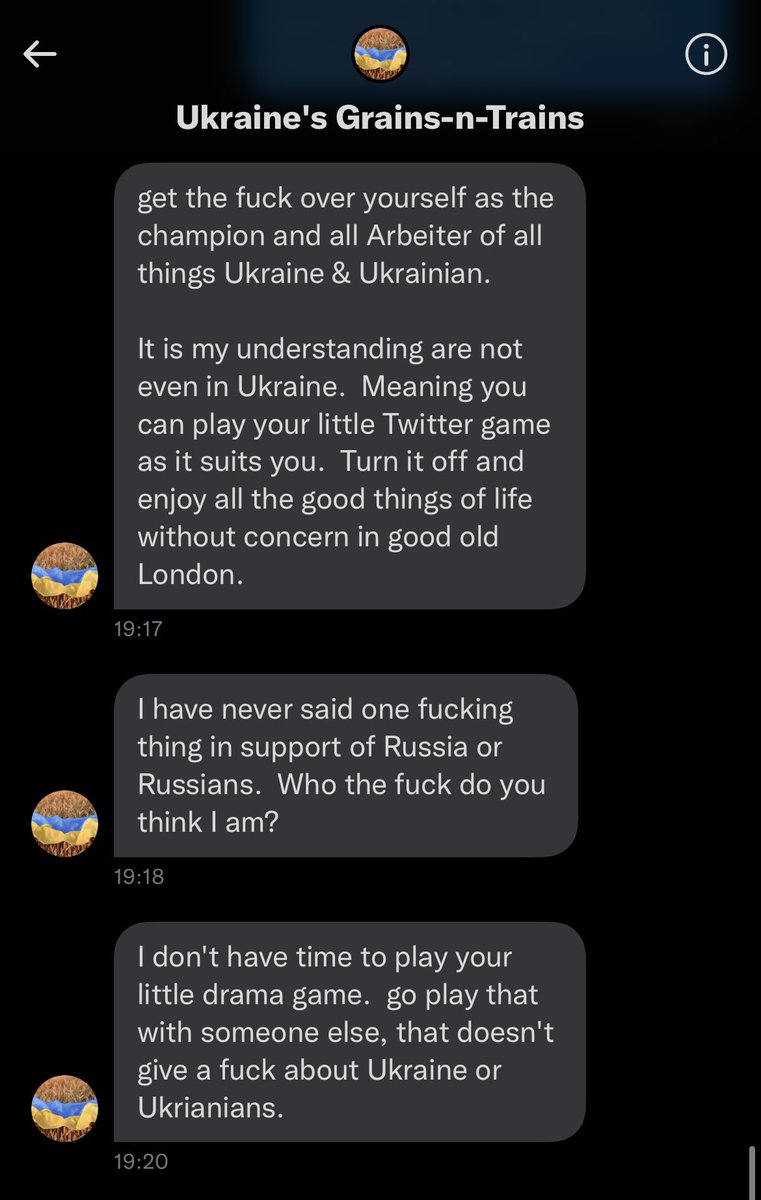 Ukraine's Grains-n-Trains
get the fuck over yourself as the
champion and all Arbeiter of all
things Ukraine & Ukrainian.
It is my understanding are not
even in Ukraine.  Meaning you
can play your little Twitter game
as it suits you.  Turn it off and
enjoy all the good things of life
without concern in good old
London.
19:17
I have never said one fucking
thing in support of Russia or
Russians.  Who the fuck do you
think I am?
19:18
I don't have time to play your
little drama game.  go play that
with someone else, that doesn't
give a fuck about Ukraine or
Ukrianians.
19:20